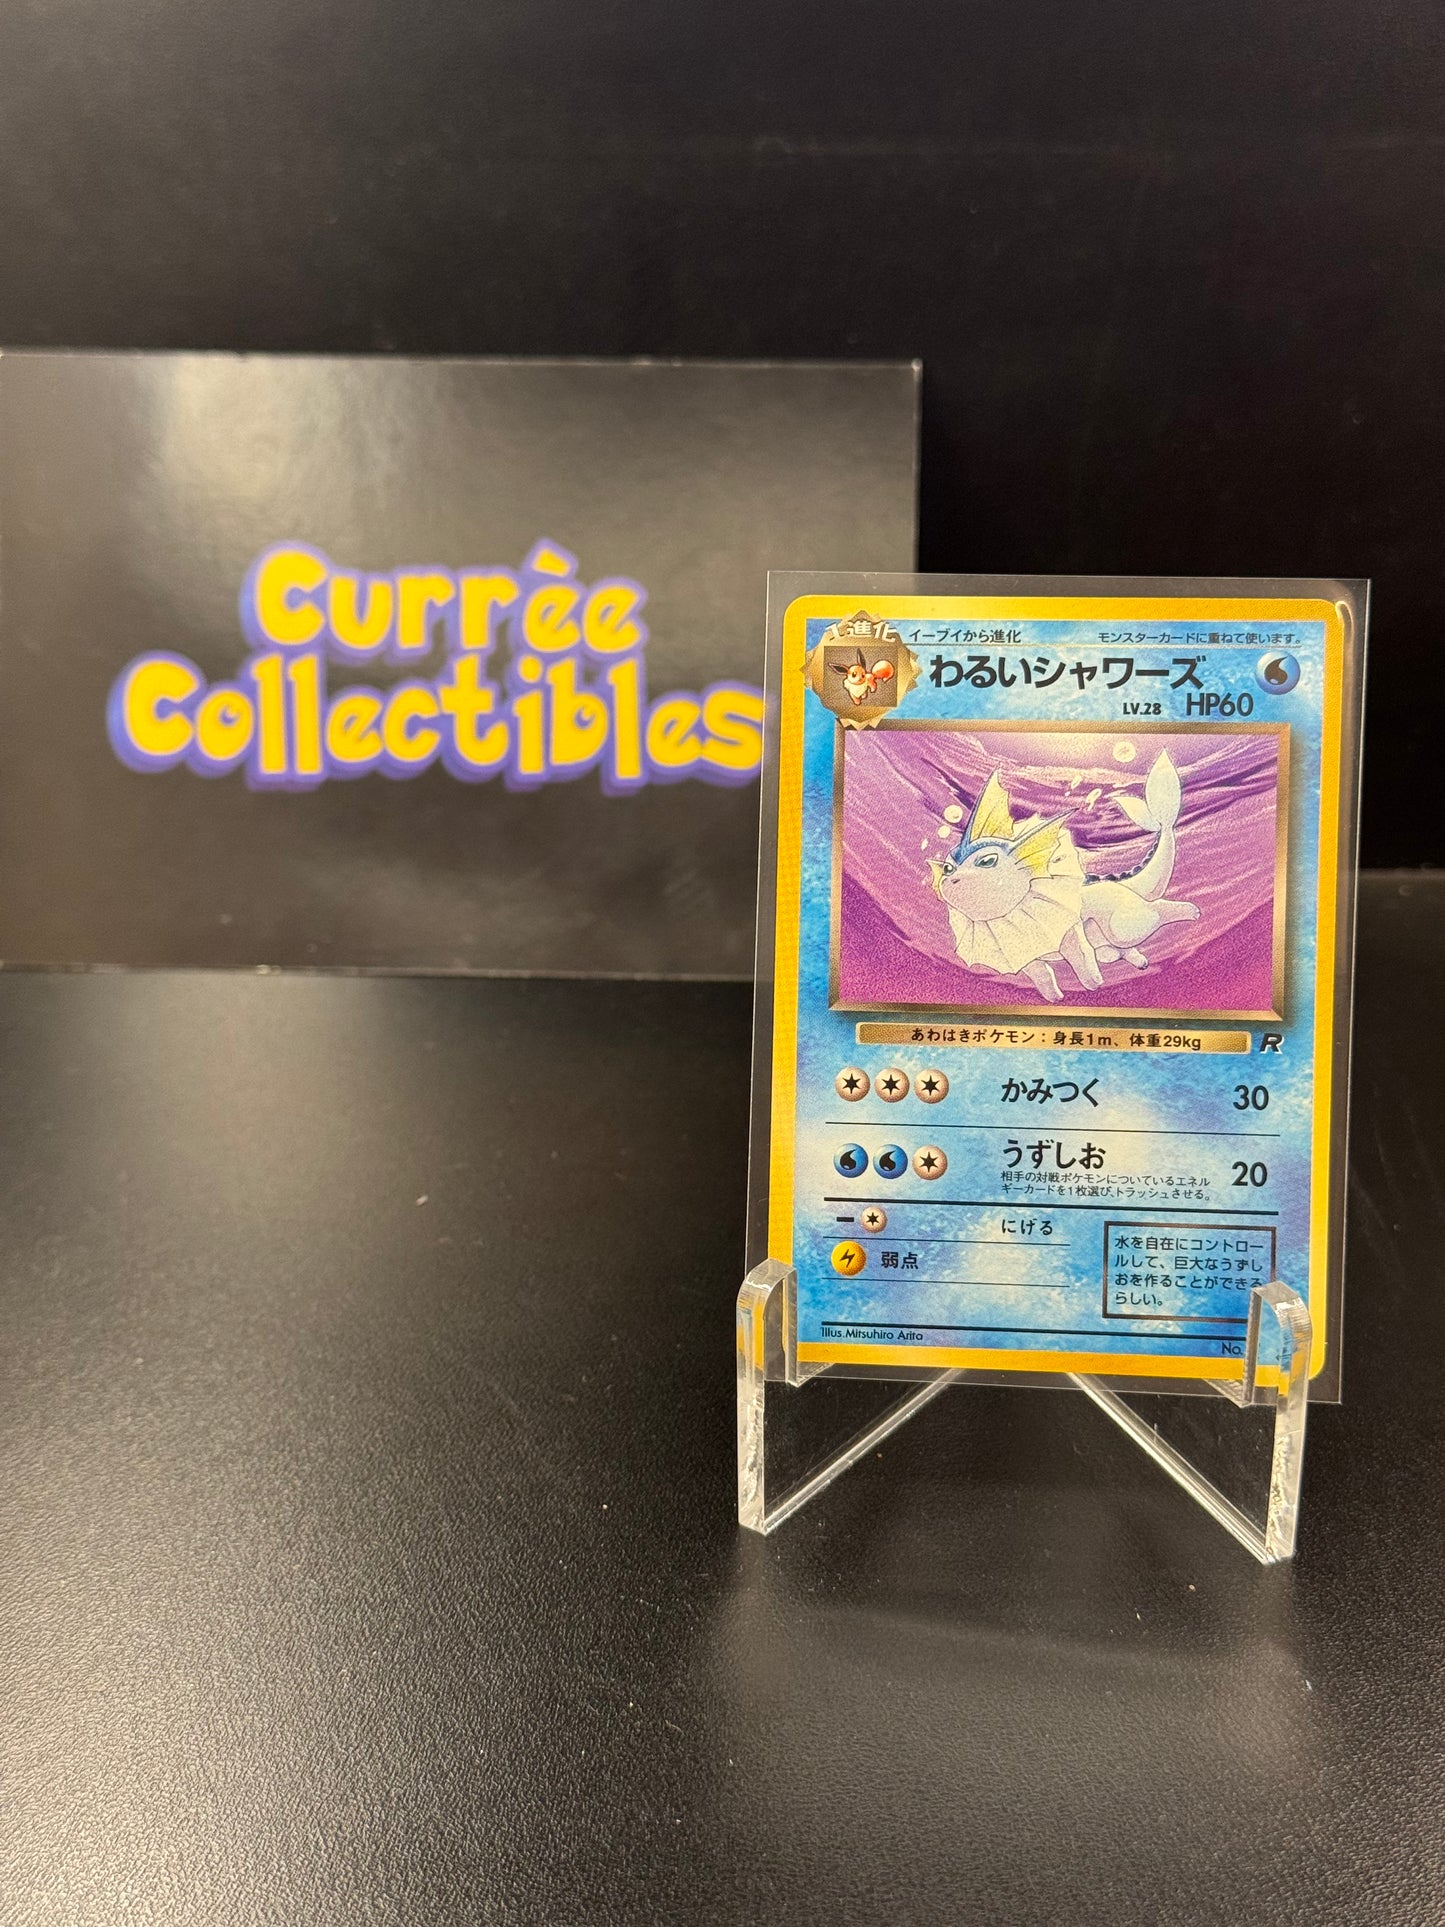 Currèe
Collectibles
1進化
イーブイから進化
モンスターカードに重ねて使います。
わるいシャワーズ
LV.28 HP60
あわはきポケモン：身長1m、体重29kg
R
かみつく 30
うずしお 20
相手の対戦ポケモンについているエネル
ギーカードを1枚選び、トラッシュさせる。
にげる
弱点
水を自在にコントロー
ルして、巨大なうずし
おを作ることができる
らしい。
Illus.Mitsuhiro Arita
No.